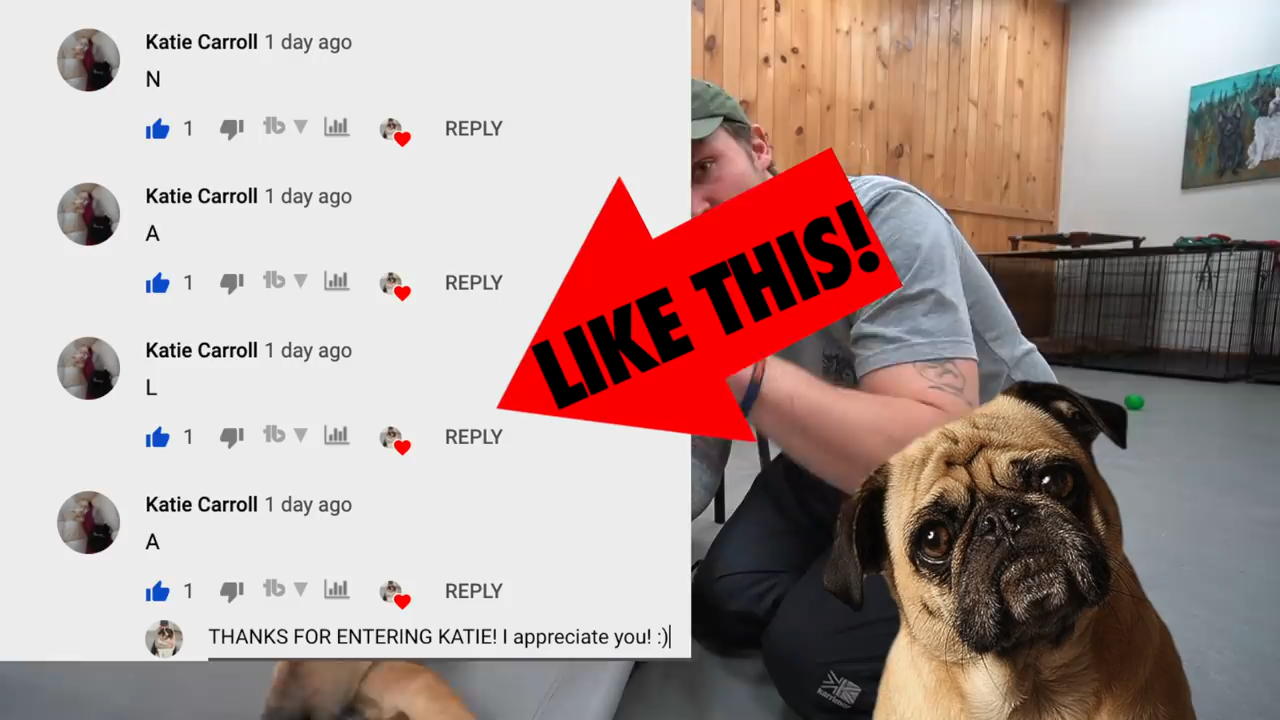 Katie Carroll 1 day ago
N
1 REPLY
Katie Carroll 1 day ago
A
1 REPLY
Katie Carroll 1 day ago
L
1 REPLY
Katie Carroll 1 day ago
A
1 REPLY
THANKS FOR ENTERING KATIE! I appreciate you! :)
LIKE THIS!